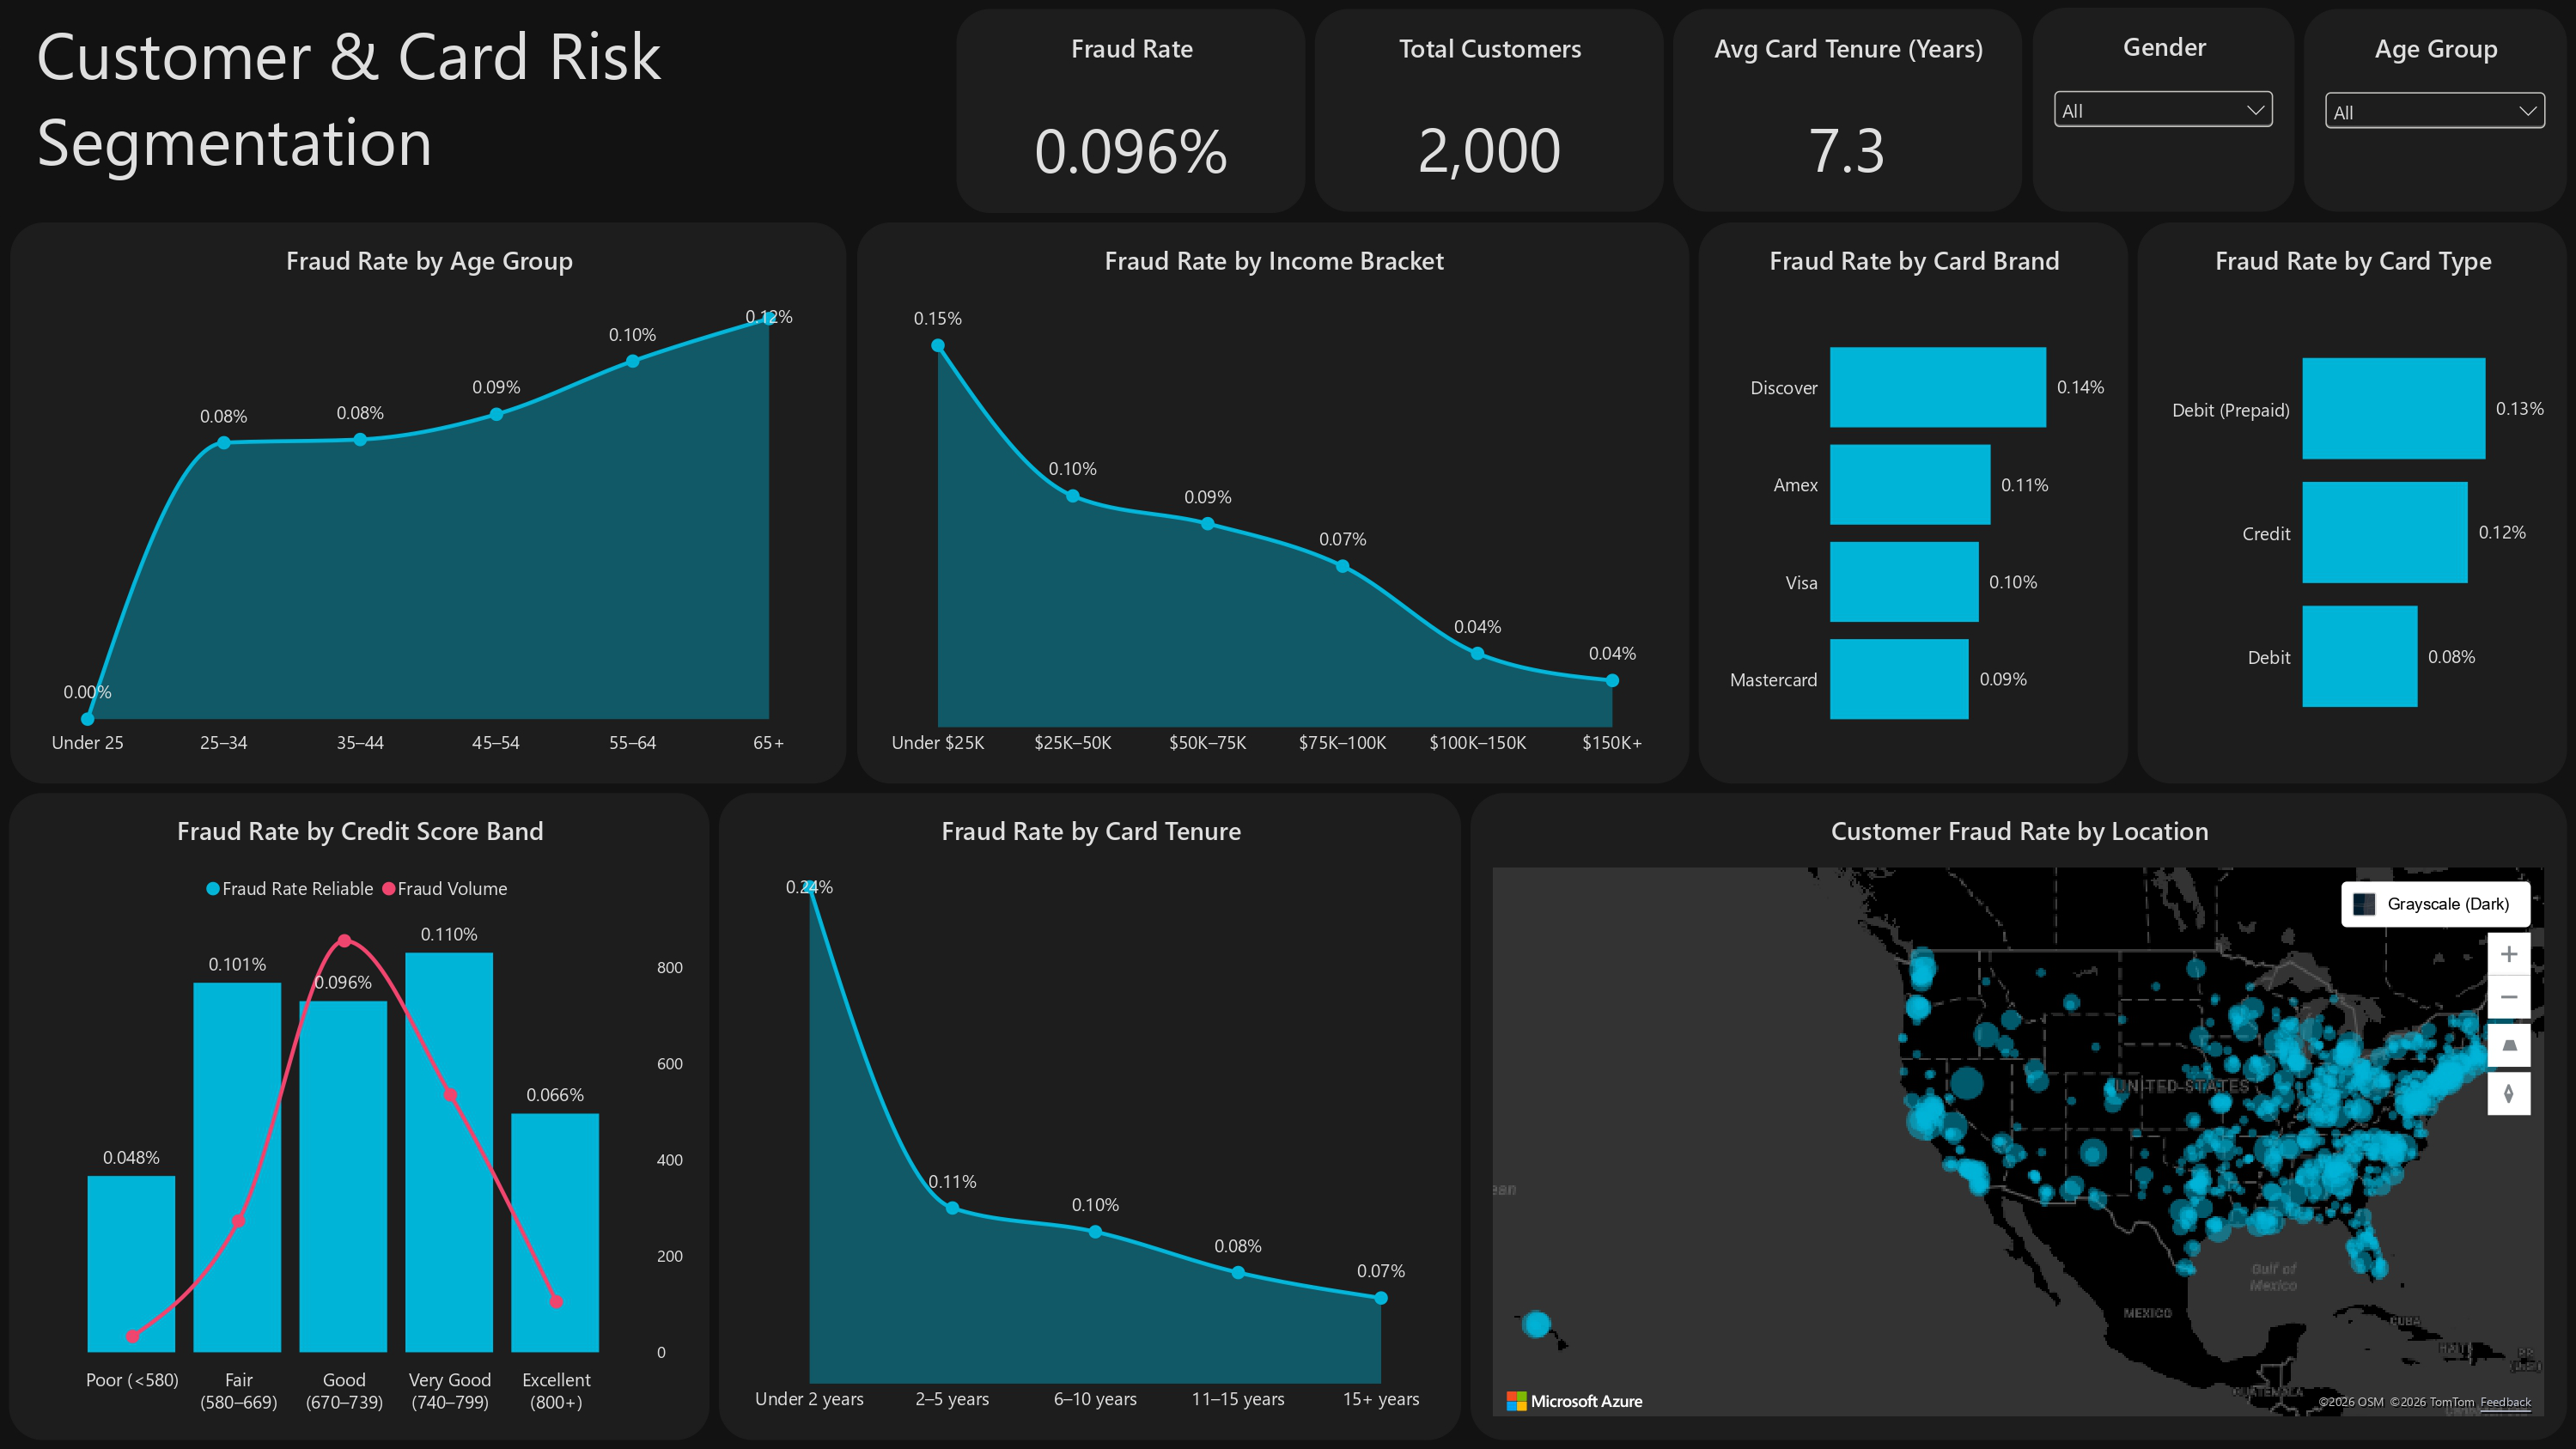 Customer & Card Risk
Segmentation
Fraud Rate
0.096%
Total Customers
2,000
Avg Card Tenure (Years)
7.3
Gender
All
Age Group
All
Fraud Rate by Age Group
0.00%
0.08%
0.08%
0.09%
0.10%
0.12%
Under 25
25–34
35–44
45–54
55–64
65+
Fraud Rate by Income Bracket
0.15%
0.10%
0.09%
0.07%
0.04%
0.04%
Under $25K
$25K–50K
$50K–75K
$75K–100K
$100K–150K
$150K+
Fraud Rate by Card Brand
Discover
0.14%
Amex
0.11%
Visa
0.10%
Mastercard
0.09%
Fraud Rate by Card Type
Debit (Prepaid)
0.13%
Credit
0.12%
Debit
0.08%
Fraud Rate by Credit Score Band
Fraud Rate Reliable
Fraud Volume
0.048%
0.101%
0.096%
0.110%
0.066%
800
600
400
200
0
Poor (<580)
Fair
(580–669)
Good
(670–739)
Very Good
(740–799)
Excellent
(800+)
Fraud Rate by Card Tenure
0.24%
0.11%
0.10%
0.08%
0.07%
Under 2 years
2–5 years
6–10 years
11–15 years
15+ years
Customer Fraud Rate by Location
Grayscale (Dark)
UNITED STATES
Gulf of
Mexico
MEXICO
CUBA
HAITI
GUATEMALA
Microsoft Azure
©2026 OSM ©2026 TomTom Feedback